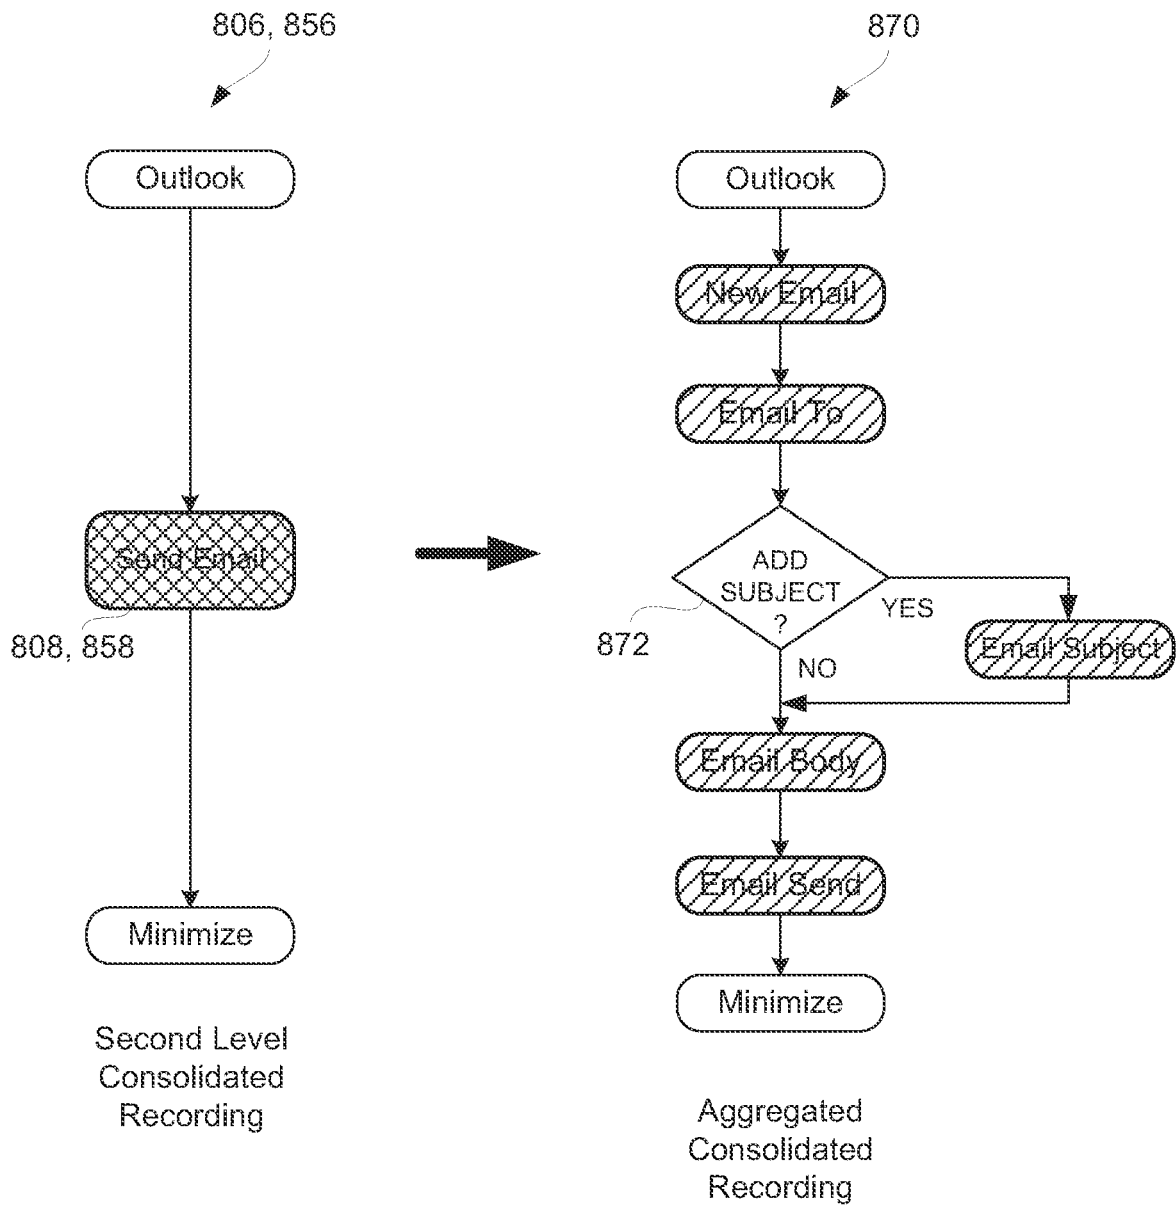 806, 856
Outlook
Send Email
808, 858
Minimize
Second Level
Consolidated
Recording
870
Outlook
New Email
Email To
ADD
SUBJECT
?
872
YES
NO
Email Subject
Email Body
Email Send
Minimize
Aggregated
Consolidated
Recording